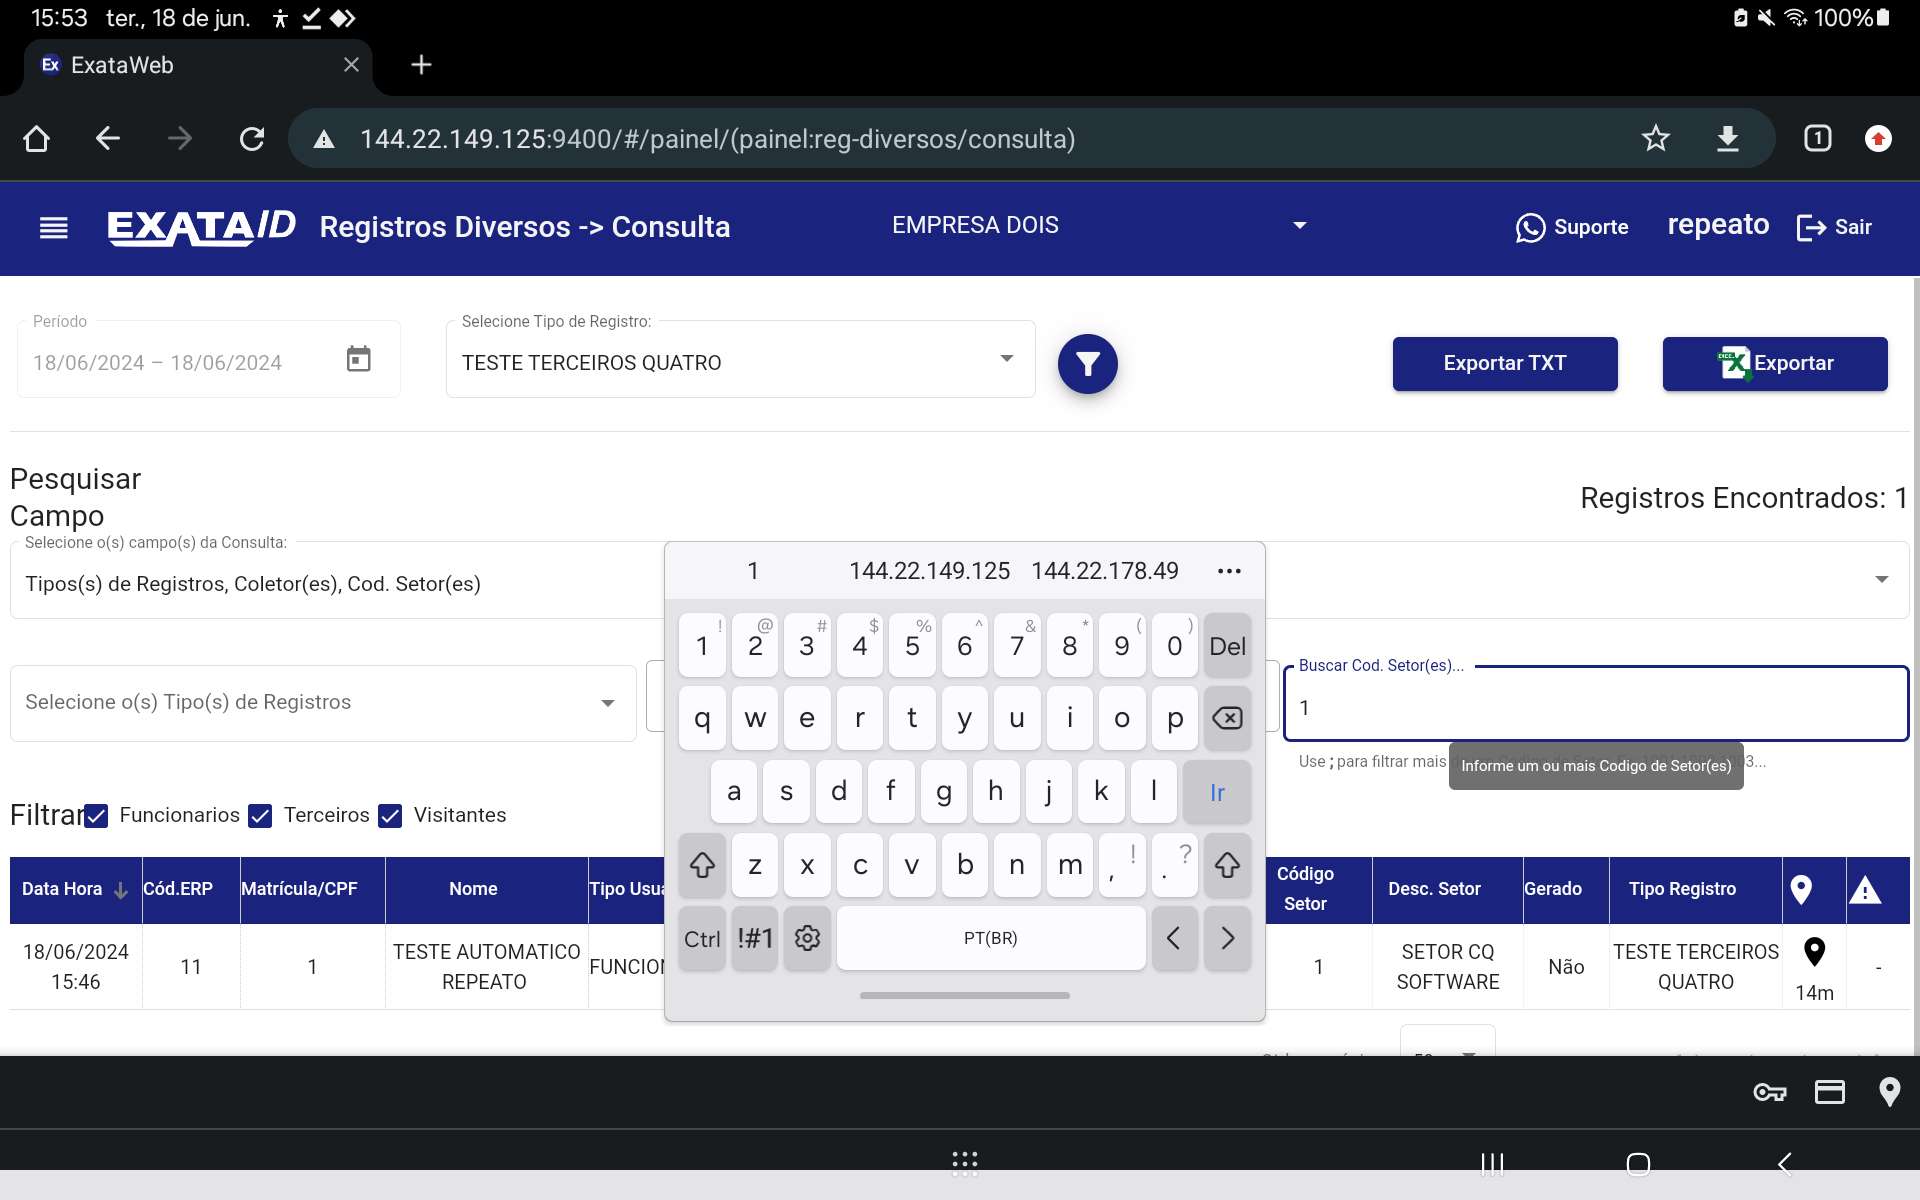 15:53 ter., 18 de jun.
100%
Ex ExataWeb
144.22.149.125:9400/#/painel/(painel:reg-diversos/consulta)
1
EXATA/D Registros Diversos -> Consulta
EMPRESA DOIS
Suporte
repeato
Sair
Período
18/06/2024 – 18/06/2024
Selecione Tipo de Registro:
TESTE TERCEIROS QUATRO
Exportar TXT
Exportar
Pesquisar
Campo
Registros Encontrados: 1
Selecione o(s) campo(s) da Consulta:
Tipos(s) de Registros, Coletor(es), Cod. Setor(es)
Selecione o(s) Tipo(s) de Registros
Buscar Cod. Setor(es)...
1
Use ; para filtrar mais
03...
Informe um ou mais Codigo de Setor(es)
1 144.22.149.125 144.22.178.49 •••
! @ # $ % ^ & * ( )
1 2 3 4 5 6 7 8 9 0 Del
q w e r t y u i o p
a s d f g h j k l Ir
z x c v b n m , ! . ?
Ctrl !#1 PT(BR) < >
Filtrar Funcionarios Terceiros Visitantes
Data Hora Cód.ERP Matrícula/CPF Nome Tipo Usua Código Setor Desc. Setor Gerado Tipo Registro
18/06/2024 15:46 11 1 TESTE AUTOMATICO REPEATO FUNCION 1 SETOR CQ SOFTWARE Não TESTE TERCEIROS QUATRO 14m -